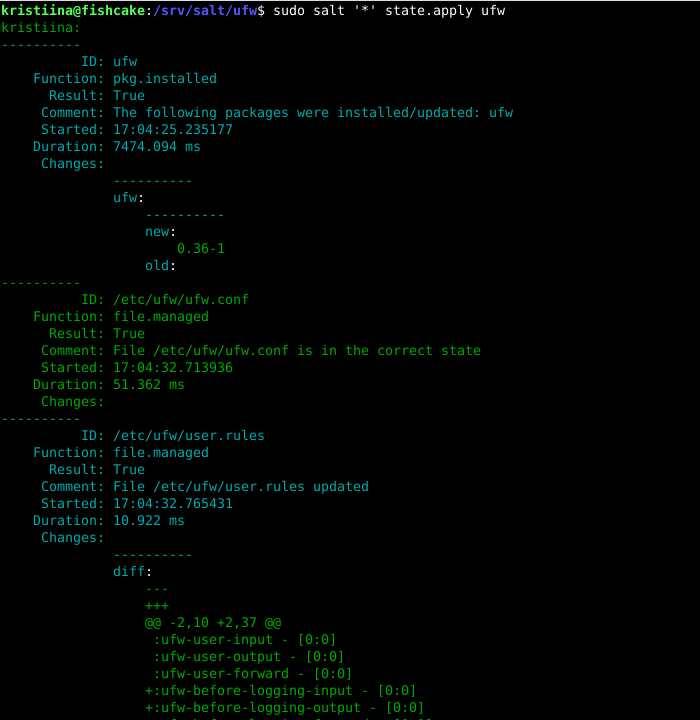 kristiina@fishcake:/srv/salt/ufw$ sudo salt '*' state.apply ufw
kristiina:
----------
          ID: ufw
    Function: pkg.installed
      Result: True
     Comment: The following packages were installed/updated: ufw
     Started: 17:04:25.235177
    Duration: 7474.094 ms
     Changes:
              ----------
              ufw:
                  ----------
                  new:
                      0.36-1
                  old:
----------
          ID: /etc/ufw/ufw.conf
    Function: file.managed
      Result: True
     Comment: File /etc/ufw/ufw.conf is in the correct state
     Started: 17:04:32.713936
    Duration: 51.362 ms
     Changes:
----------
          ID: /etc/ufw/user.rules
    Function: file.managed
      Result: True
     Comment: File /etc/ufw/user.rules updated
     Started: 17:04:32.765431
    Duration: 10.922 ms
     Changes:
              ----------
              diff:
                  ---
                  +++
                  @@ -2,10 +2,37 @@
                   :ufw-user-input - [0:0]
                   :ufw-user-output - [0:0]
                   :ufw-user-forward - [0:0]
                  +:ufw-before-logging-input - [0:0]
                  +:ufw-before-logging-output - [0:0]